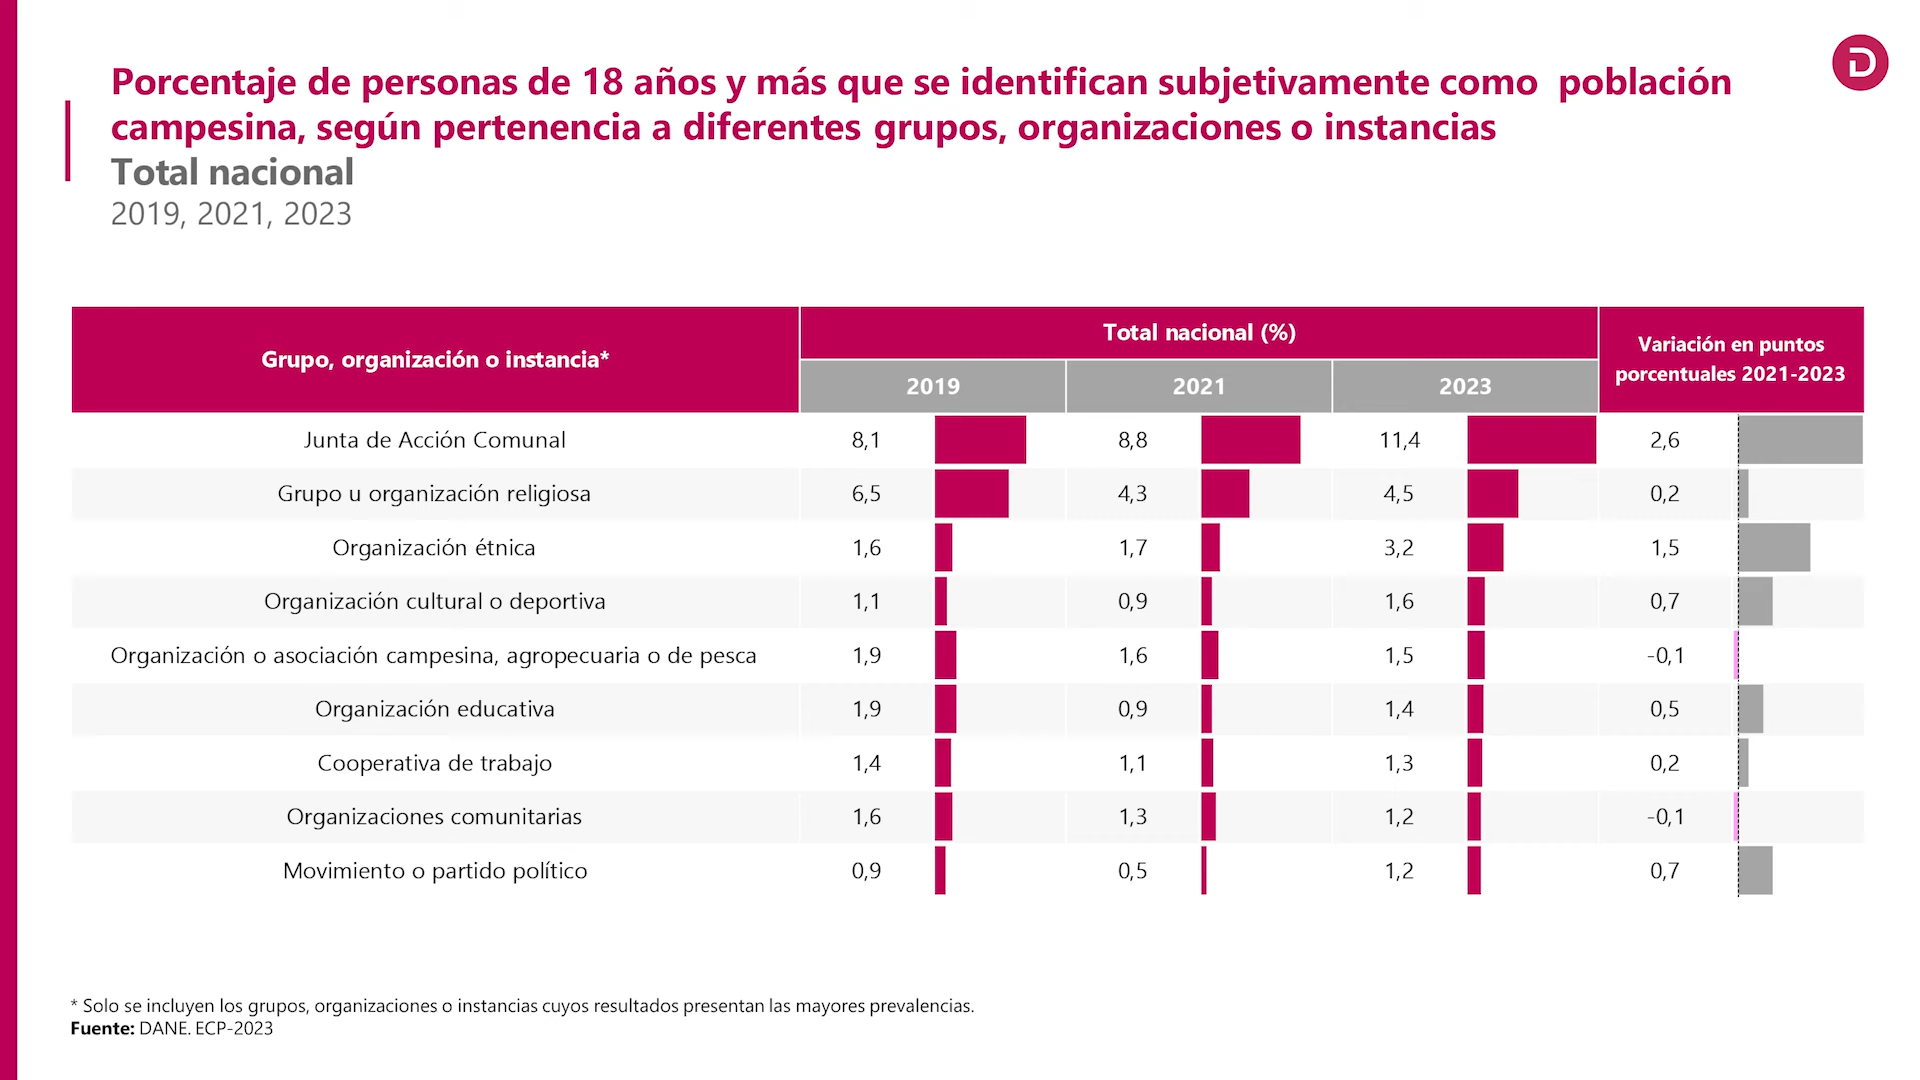 Porcentaje de personas de 18 años y más que se identifican subjetivamente como población
campesina, según pertenencia a diferentes grupos, organizaciones o instancias
Total nacional
2019, 2021, 2023
D
Grupo, organización o instancia*
Total nacional (%)
Variación en puntos
porcentuales 2021-2023
2019 2021 2023
Junta de Acción Comunal 8,1 8,8 11,4 2,6
Grupo u organización religiosa 6,5 4,3 4,5 0,2
Organización étnica 1,6 1,7 3,2 1,5
Organización cultural o deportiva 1,1 0,9 1,6 0,7
Organización o asociación campesina, agropecuaria o de pesca 1,9 1,6 1,5 -0,1
Organización educativa 1,9 0,9 1,4 0,5
Cooperativa de trabajo 1,4 1,1 1,3 0,2
Organizaciones comunitarias 1,6 1,3 1,2 -0,1
Movimiento o partido político 0,9 0,5 1,2 0,7
* Solo se incluyen los grupos, organizaciones o instancias cuyos resultados presentan las mayores prevalencias.
Fuente: DANE. ECP-2023